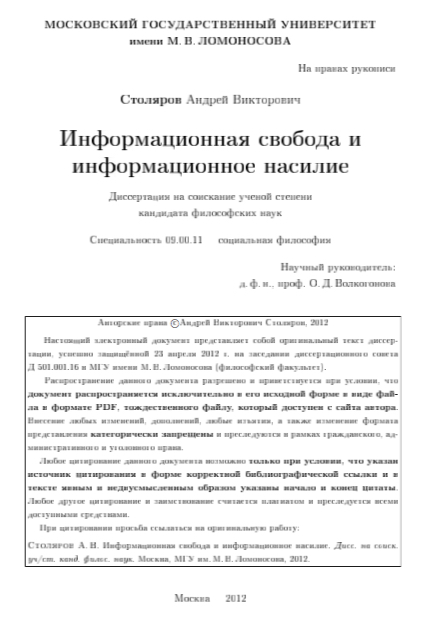 МОСКОВСКИЙ ГОСУДАРСТВЕННЫЙ УНИВЕРСИТЕТ
имени М. В. ЛОМОНОСОВА
На правах рукописи
Столяров Андрей Викторович
Информационная свобода и
информационное насилие
Диссертация на соискание ученой степени
кандидата философских наук
Специальность 09.00.11 социальная философия
Научный руководитель:
д. ф. н., проф. О. Д. Волкогонова
Авторские права ©Андрей Викторович Столяров, 2012
Настоящий электронный документ представляет собой оригинальный текст диссер-
тации, успешно защищённой 23 апреля 2012 г. на заседании диссертационного совета
Д 501.001.16 в МГУ имени М. В. Ломоносова (философский факультет).
Распространение данного документа разрешено и приветствуется при условии, что
документ распространяется исключительно в его исходной форме в виде фай-
ла в формате PDF, тождественного файлу, который доступен с сайта автора.
Внесение любых изменений, дополнений, любые изъятия, а также изменение формата
представления категорически запрещены и преследуются в рамках гражданского, ад-
министративного и уголовного права.
Любое цитирование данного документа возможно только при условии, что указан
источник цитирования в форме корректной библиографической ссылки и в
тексте явным и недвусмысленным образом указаны начало и конец цитаты.
Любое другое цитирование и заимствование считается плагиатом и преследуется всеми
доступными средствами.
При цитировании просьба ссылаться на оригинальную работу:
Столяров А. В. Информационная свобода и информационное насилие. Дисс. на соиск.
уч/ст. канд. филос. наук. Москва, МГУ им. М. В. Ломоносова, 2012.
Москва 2012